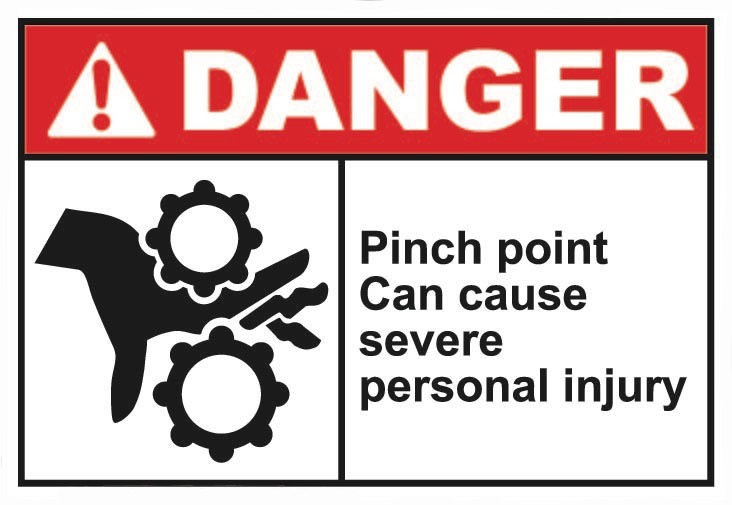 DANGER
Pinch point
Can cause
severe
personal injury